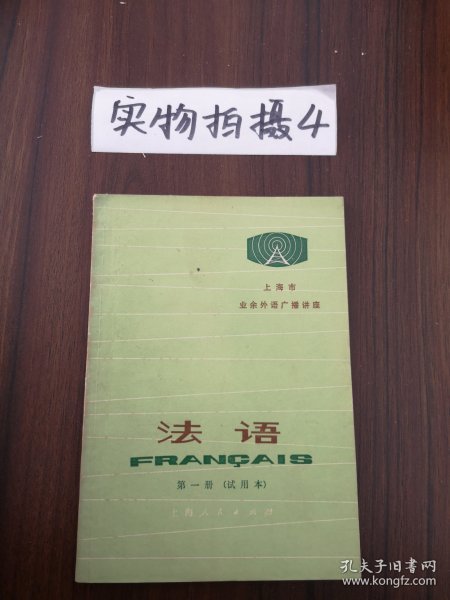 实物拍摄4
上海市
业余外语广播讲座
法语
FRANÇAIS
第一册 (试用本)
上海人民出版社
孔夫子旧书网
www.kongfz.com